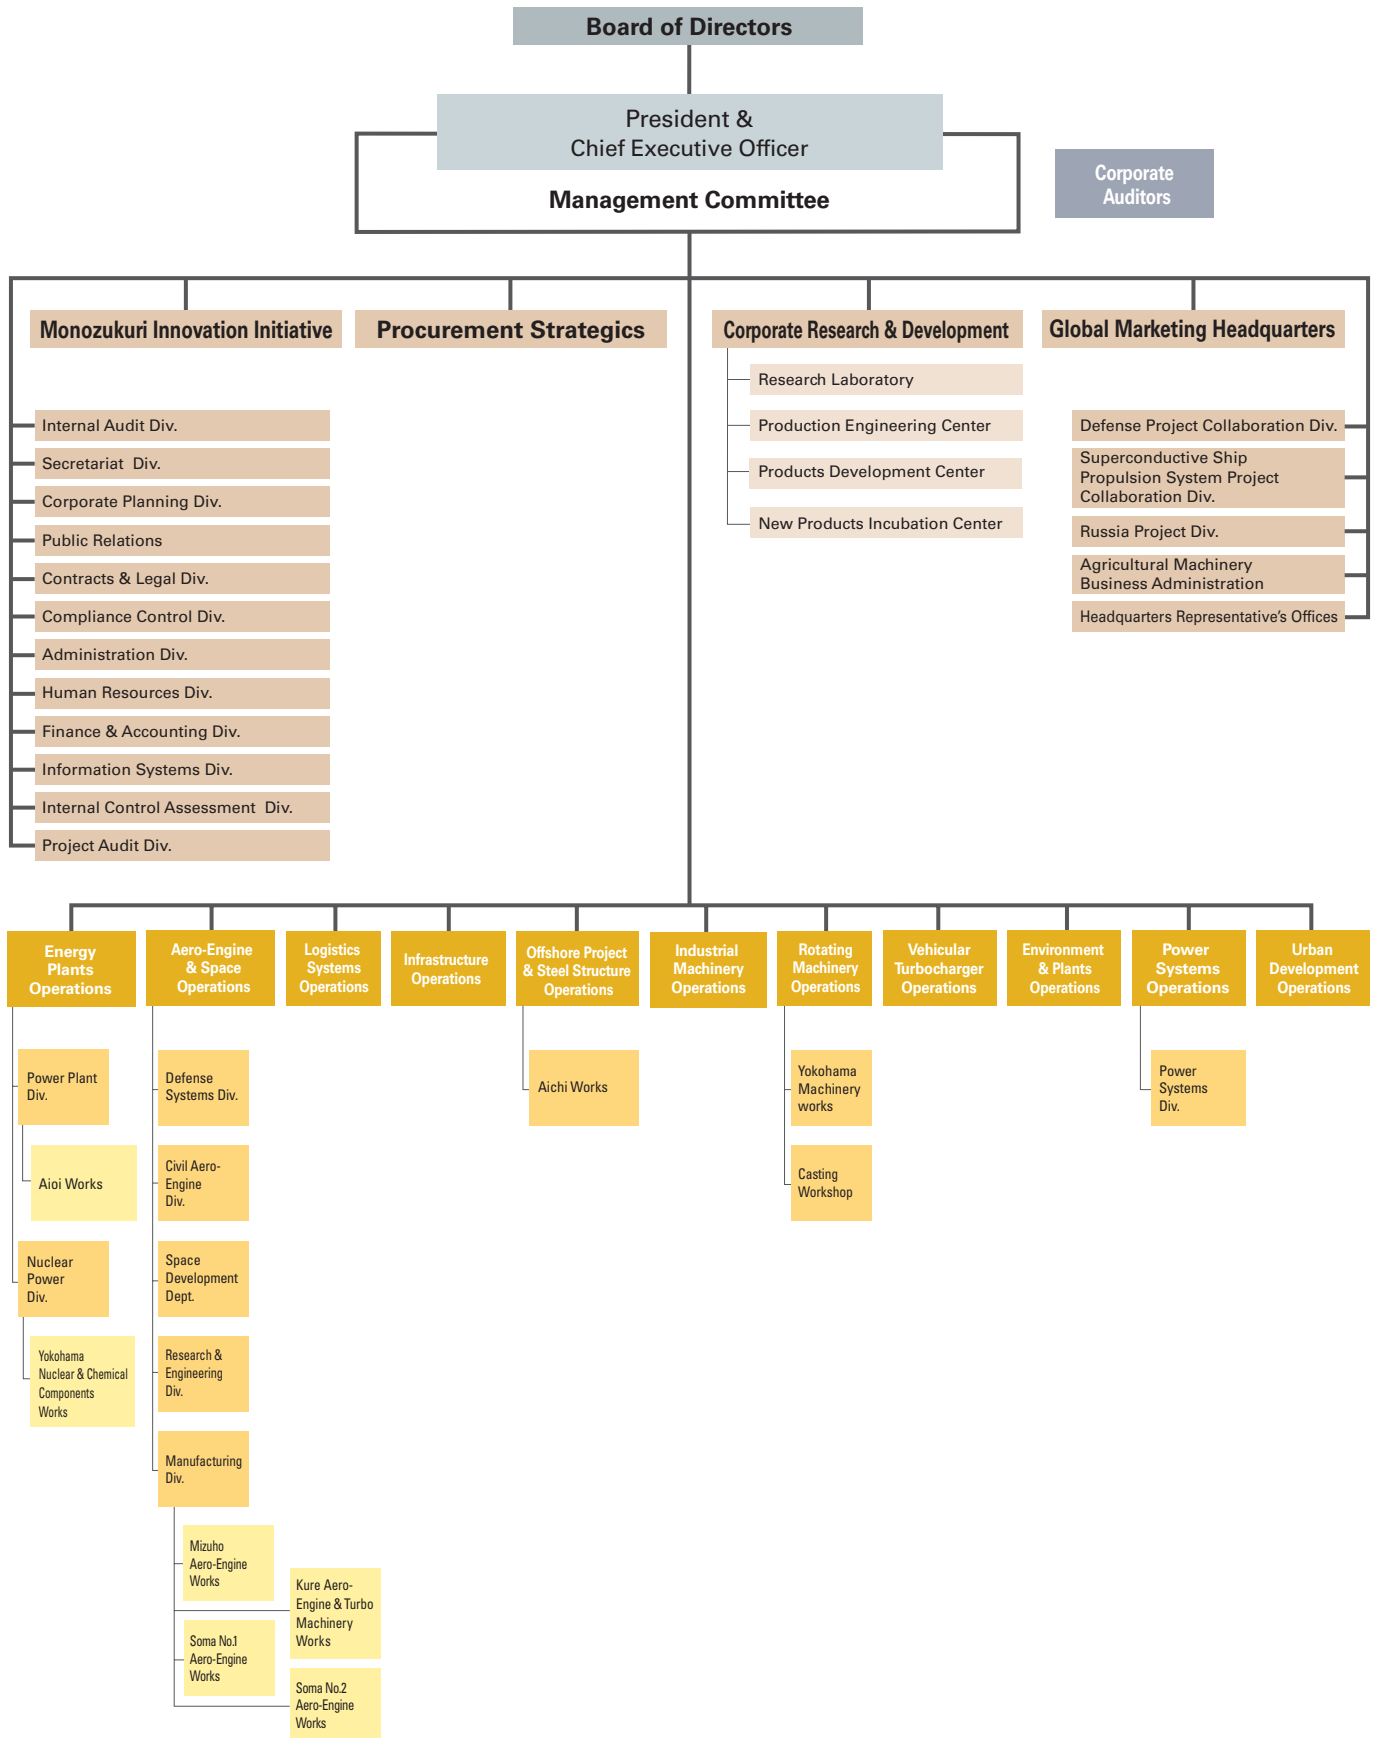 Board of Directors
President &
Chief Executive Officer
Management Committee
Corporate
Auditors
Monozukuri Innovation Initiative
Procurement Strategics
Corporate Research & Development
Global Marketing Headquarters
Research Laboratory
Production Engineering Center
Products Development Center
New Products Incubation Center
Internal Audit Div.
Secretariat Div.
Corporate Planning Div.
Public Relations
Contracts & Legal Div.
Compliance Control Div.
Administration Div.
Human Resources Div.
Finance & Accounting Div.
Information Systems Div.
Internal Control Assessment Div.
Project Audit Div.
Defense Project Collaboration Div.
Superconductive Ship
Propulsion System Project
Collaboration Div.
Russia Project Div.
Agricultural Machinery
Business Administration
Headquarters Representative's Offices
Energy
Plants
Operations
Aero-Engine
& Space
Operations
Logistics
Systems
Operations
Infrastructure
Operations
Offshore Project
& Steel Structure
Operations
Industrial
Machinery
Operations
Rotating
Machinery
Operations
Vehicular
Turbocharger
Operations
Environment
& Plants
Operations
Power
Systems
Operations
Urban
Development
Operations
Power Plant
Div.
Aioi Works
Nuclear
Power
Div.
Yokohama
Nuclear & Chemical
Components
Works
Defense
Systems Div.
Civil Aero-
Engine
Div.
Space
Development
Dept.
Research &
Engineering
Div.
Manufacturing
Div.
Mizuho
Aero-Engine
Works
Kure Aero-
Engine & Turbo
Machinery
Works
Soma No.1
Aero-Engine
Works
Soma No.2
Aero-Engine
Works
Aichi Works
Yokohama
Machinery
works
Casting
Workshop
Power
Systems
Div.